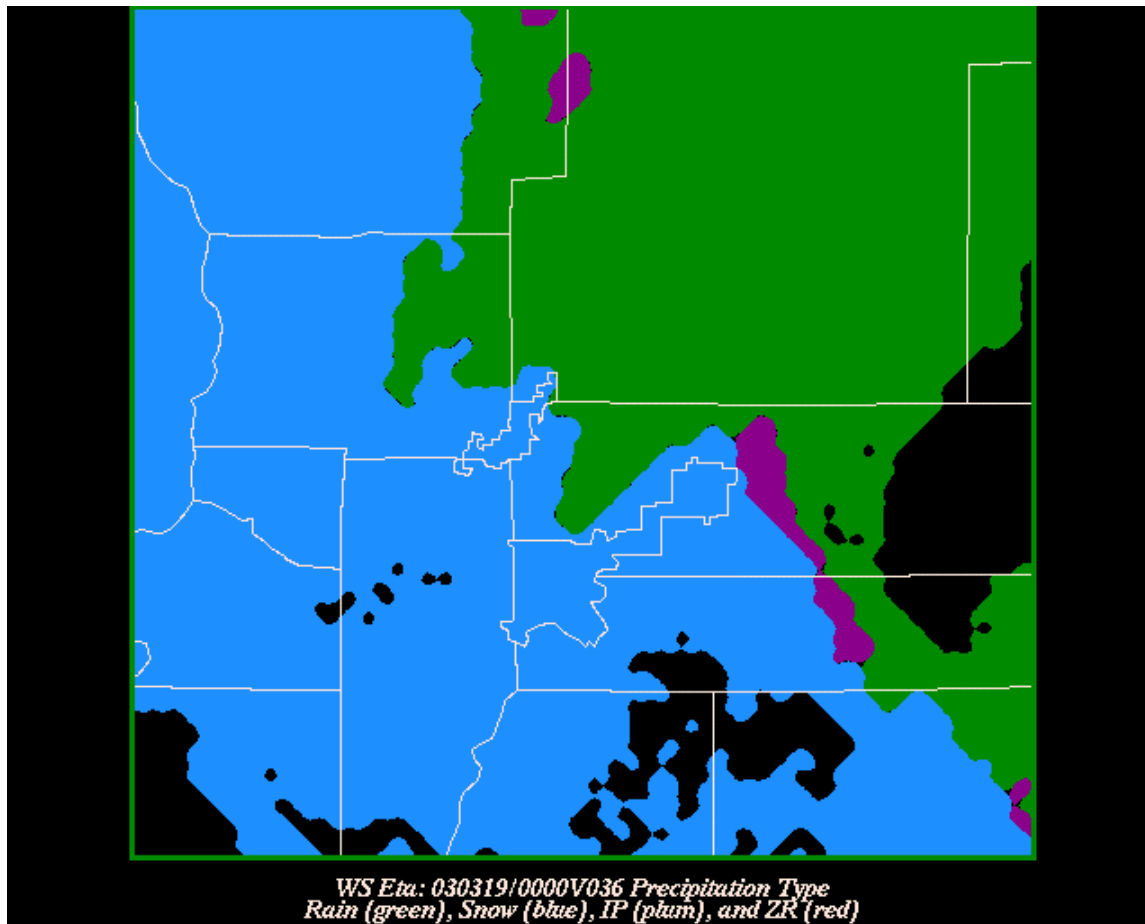 WS Eta: 030319/0000V036 Precipitation Type
Rain (green), Snow (blue), IP (plum), and ZR (red)